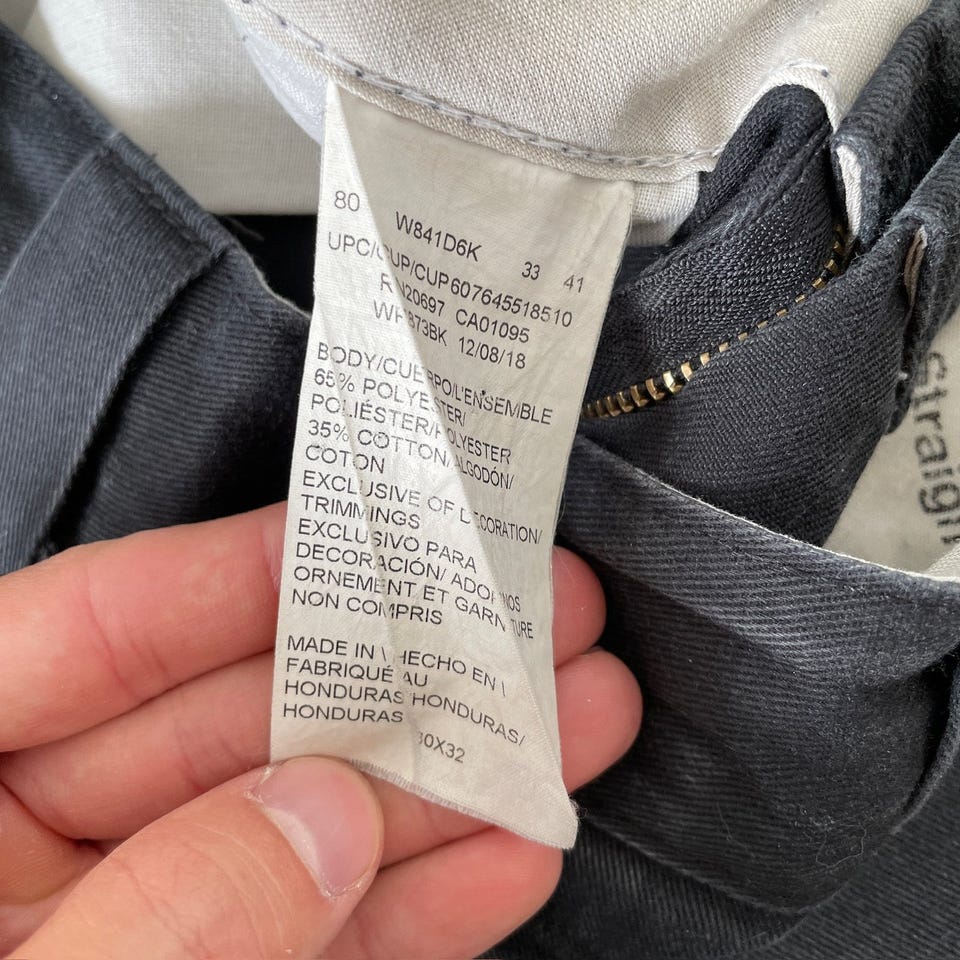 80 W841D6K 33 41
UPC/CUP/CUP607645518510
RN20697 CA01095
873BK 12/08/18
BODY/CUERPO/L'ENSEMBLE
65% POLYESTER/
POLIÉSTER/POLYESTER
35% COTTON/ALGODÓN/
COTON
EXCLUSIVE OF DECORATION/
TRIMMINGS
EXCLUSIVO PARA
DECORACIÓN/ ADORNOS
ORNEMENT ET GARNITURE
NON COMPRIS
MADE IN \ HECHO EN \
FABRIQUÉ AU
HONDURAS HONDURAS/
HONDURAS
30X32
Straight